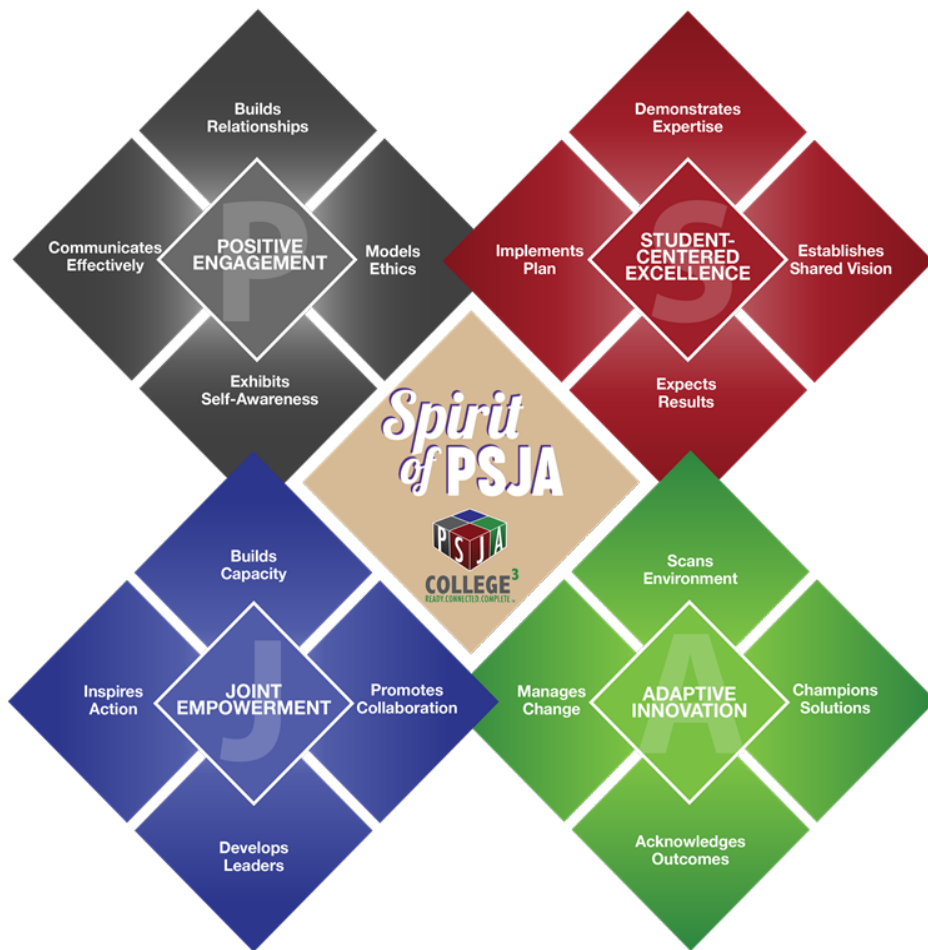 Builds
Relationships
Communicates
Effectively
P
POSITIVE
ENGAGEMENT
Models
Ethics
Exhibits
Self-Awareness
Demonstrates
Expertise
Implements
Plan
S
STUDENT-
CENTERED
EXCELLENCE
Establishes
Shared Vision
Expects
Results
Spirit
of PSJA
P S J A
COLLEGE³
READY.CONNECTED.COMPLETE.™
Builds
Capacity
Inspires
Action
J
JOINT
EMPOWERMENT
Promotes
Collaboration
Develops
Leaders
Scans
Environment
Manages
Change
A
ADAPTIVE
INNOVATION
Champions
Solutions
Acknowledges
Outcomes